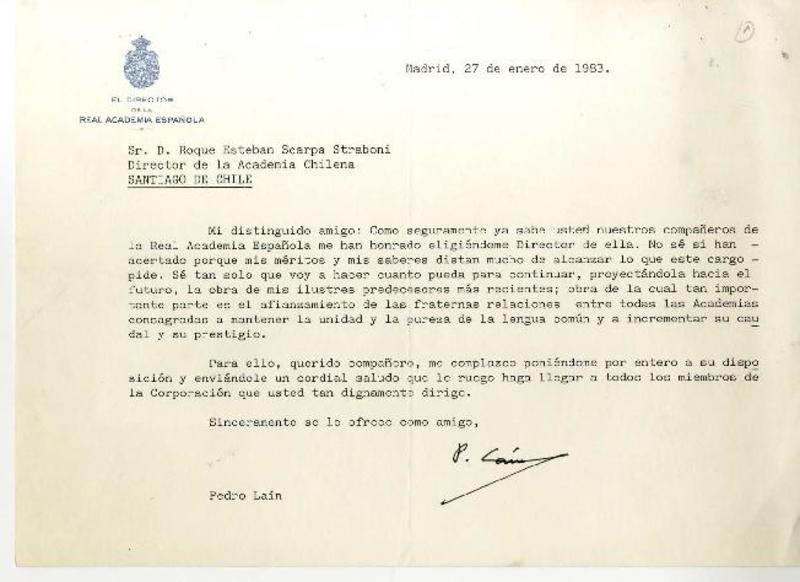 Madrid, 27 de enero de 1983.
EL DIRECTOR
DE LA
REAL ACADEMIA ESPAÑOLA
Sr. D. Roque Esteban Scarpa Straboni
Director de la Academia Chilena
SANTIAGO DE CHILE
Mi distinguido amigo: Como seguramente ya sabe usted nuestros compañeros de
la Real Academia Española me han honrado eligiéndome Director de ella. No sé si han -
acertado porque mis méritos y mis saberes distan mucho de alcanzar lo que este cargo -
pide. Sé tan solo que voy a hacer cuanto pueda para continuar, proyectándola hacia el
futuro, la obra de mis ilustres predecesores más recientes; obra de la cual tan impor-
tante parte es el afianzamiento de las fraternas relaciones entre todas las Academias
consagradas a mantener la unidad y la pureza de la lengua común y a incrementar su cau
dal y su prestigio.
Para ello, querido compañero, me complazco poniéndome por entero a su dispo
sición y enviándole un cordial saludo que le ruego haga llegar a todos los miembros de
la Corporación que usted tan dignamente dirige.
Sinceramente se le ofrece como amigo,
P. Laín
Pedro Laín